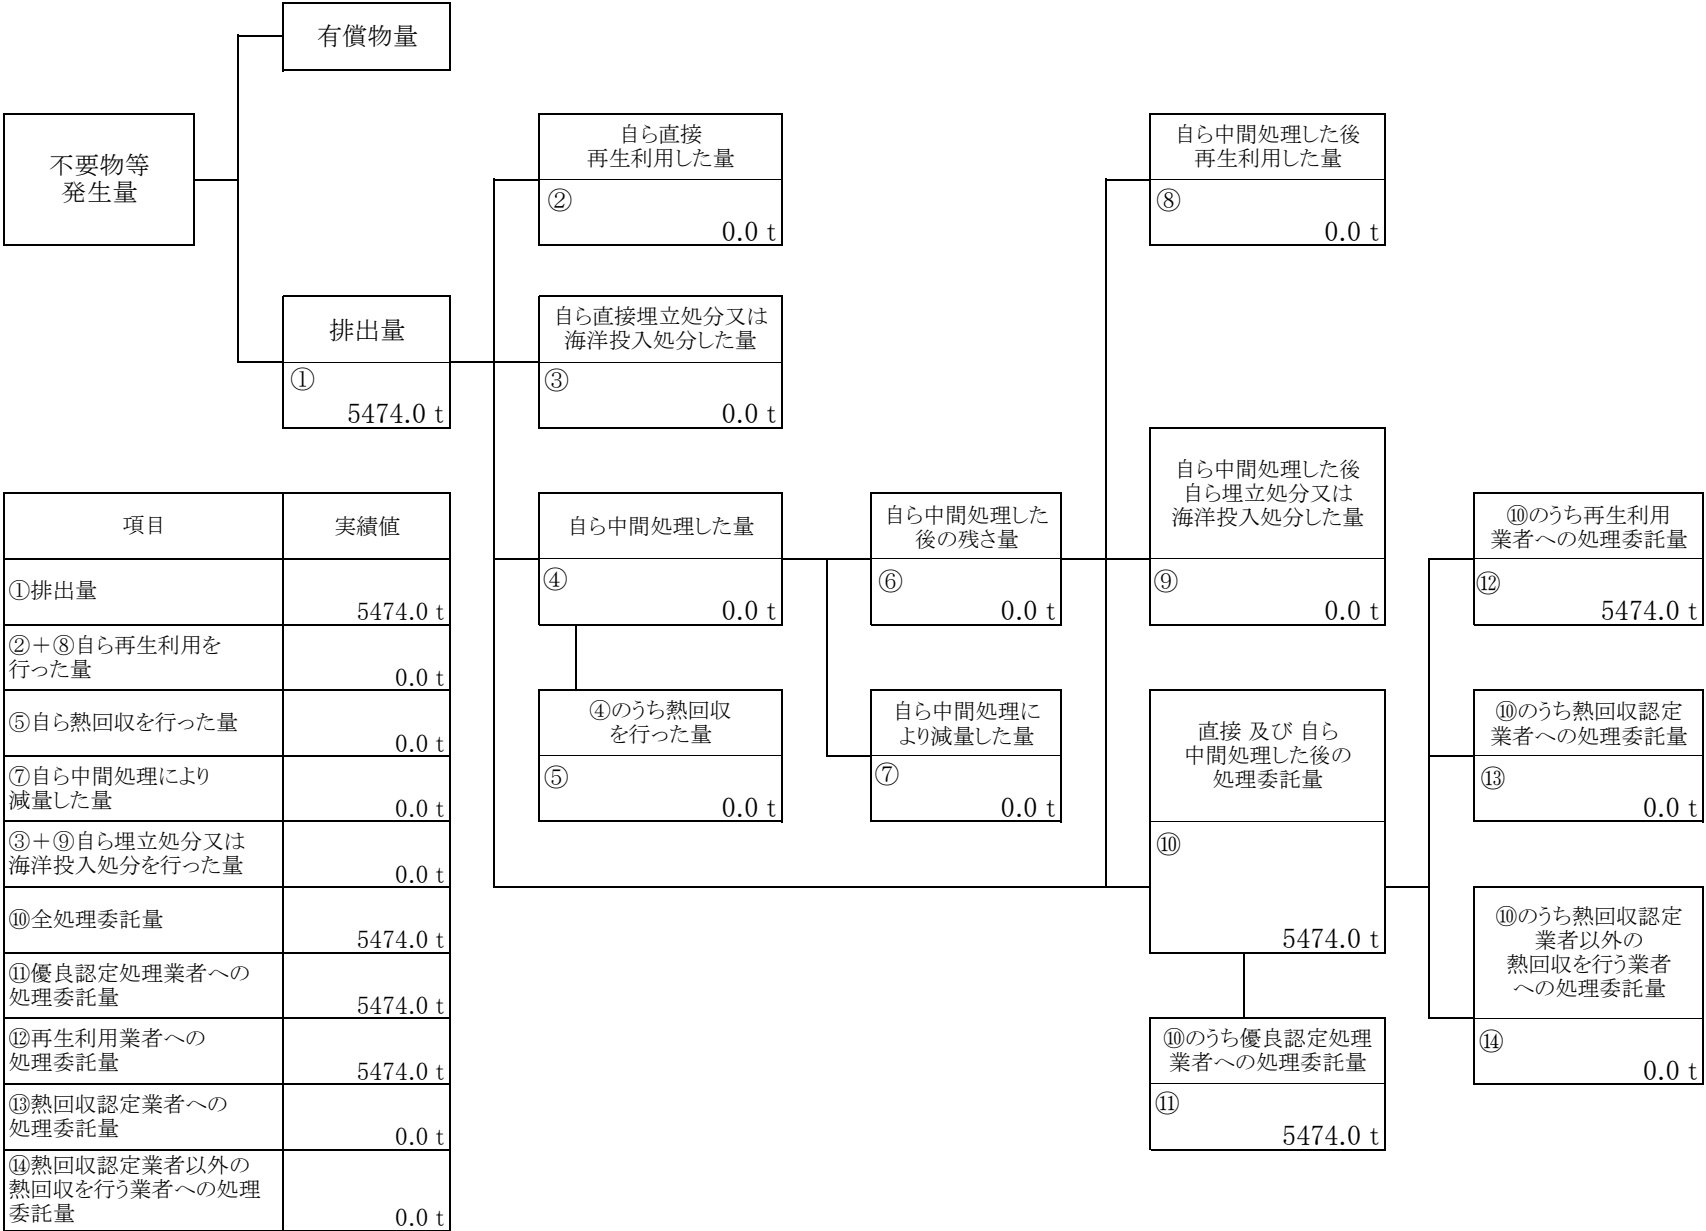 有償物量
不要物等
発生量
自ら直接
再生利用した量
②
0.0 t
自ら中間処理した後
再生利用した量
⑧
0.0 t
排出量
①
5474.0 t
自ら直接埋立処分又は
海洋投入処分した量
③
0.0 t
自ら中間処理した量
④
0.0 t
自ら中間処理した
後の残さ量
⑥
0.0 t
自ら中間処理した後
自ら埋立処分又は
海洋投入処分した量
⑨
0.0 t
⑩のうち再生利用
業者への処理委託量
⑫
5474.0 t
④のうち熱回収
を行った量
⑤
0.0 t
自ら中間処理に
より減量した量
⑦
0.0 t
直接 及び 自ら
中間処理した後の
処理委託量
⑩
5474.0 t
⑩のうち熱回収認定
業者への処理委託量
⑬
0.0 t
⑩のうち熱回収認定
業者以外の
熱回収を行う業者
への処理委託量
⑭
0.0 t
⑩のうち優良認定処理
業者への処理委託量
⑪
5474.0 t
項目 実績値
①排出量
5474.0 t
②＋⑧自ら再生利用を
行った量
0.0 t
⑤自ら熱回収を行った量
0.0 t
⑦自ら中間処理により
減量した量
0.0 t
③＋⑨自ら埋立処分又は
海洋投入処分を行った量
0.0 t
⑩全処理委託量
5474.0 t
⑪優良認定処理業者への
処理委託量
5474.0 t
⑫再生利用業者への
処理委託量
5474.0 t
⑬熱回収認定業者への
処理委託量
0.0 t
⑭熱回収認定業者以外の
熱回収を行う業者への処理
委託量
0.0 t